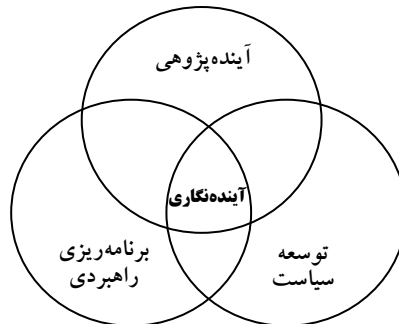 آینده‌پژوهی
آینده‌نگاری
برنامه‌ریزی
راهبردی
توسعه
سیاست